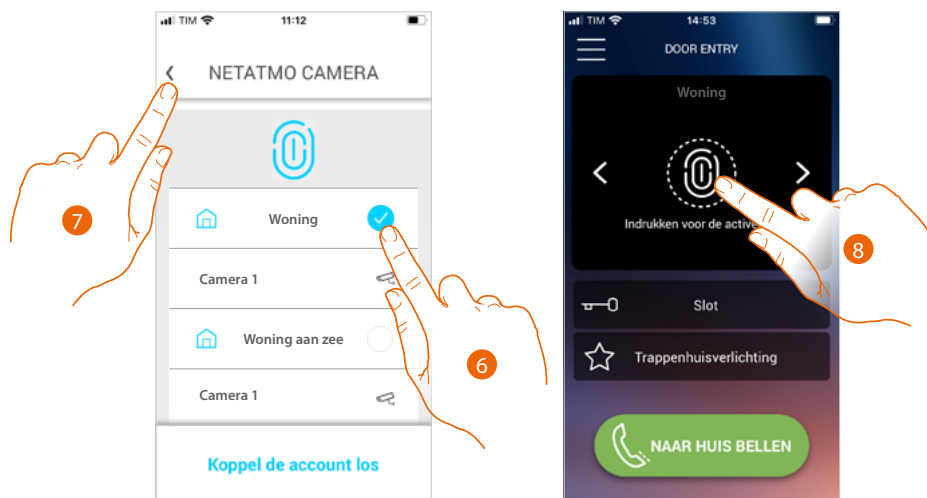 TIM 11:12
NETATMO CAMERA
Woning
Camera 1
Woning aan zee
Camera 1
Koppel de account los
7
6
TIM 14:53
DOOR ENTRY
Woning
Indrukken voor de active
Slot
Trappenhuisverlichting
NAAR HUIS BELLEN
8